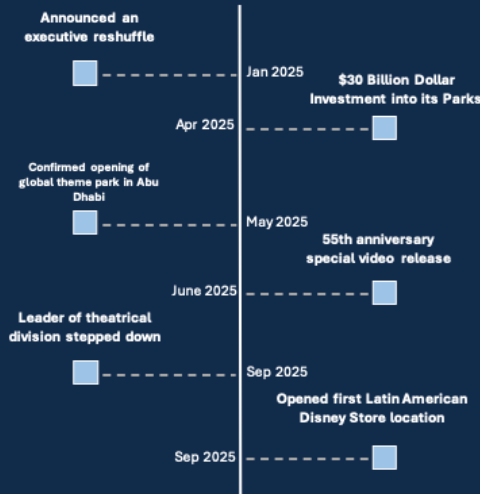 Announced an
executive reshuffle
Jan 2025
$30 Billion Dollar
Investment into its Parks
Apr 2025
Confirmed opening of
global theme park in Abu
Dhabi
May 2025
55th anniversary
special video release
June 2025
Leader of theatrical
division stepped down
Sep 2025
Opened first Latin American
Disney Store location
Sep 2025